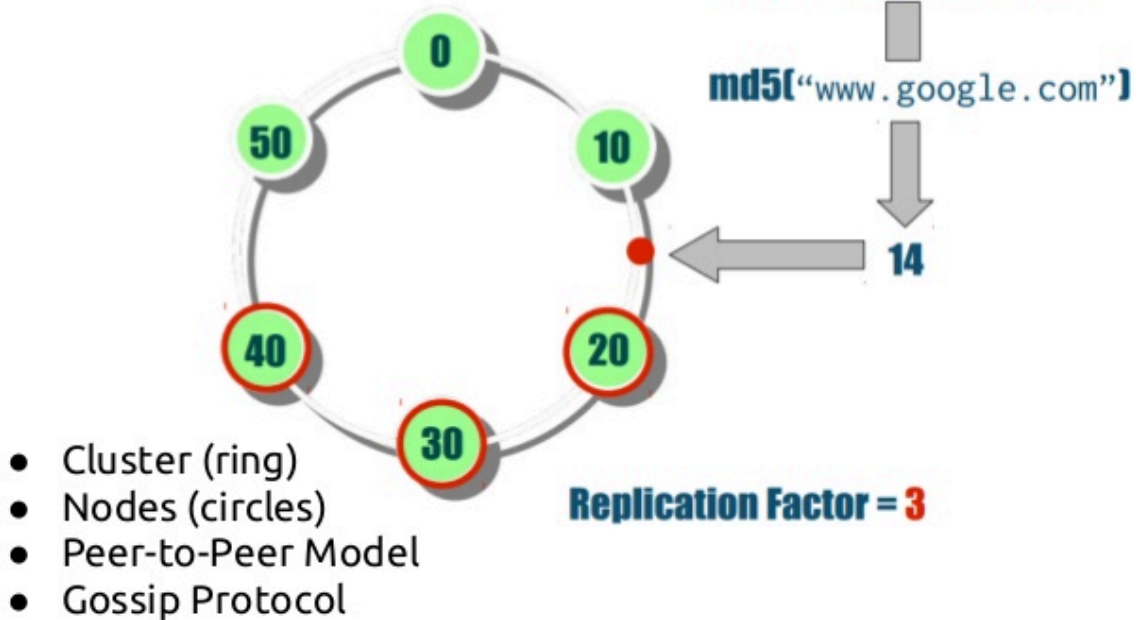 0
md5("www.google.com")
50
10
14
40
20
30
Cluster (ring)
Nodes (circles)
Replication Factor = 3
Peer-to-Peer Model
Gossip Protocol